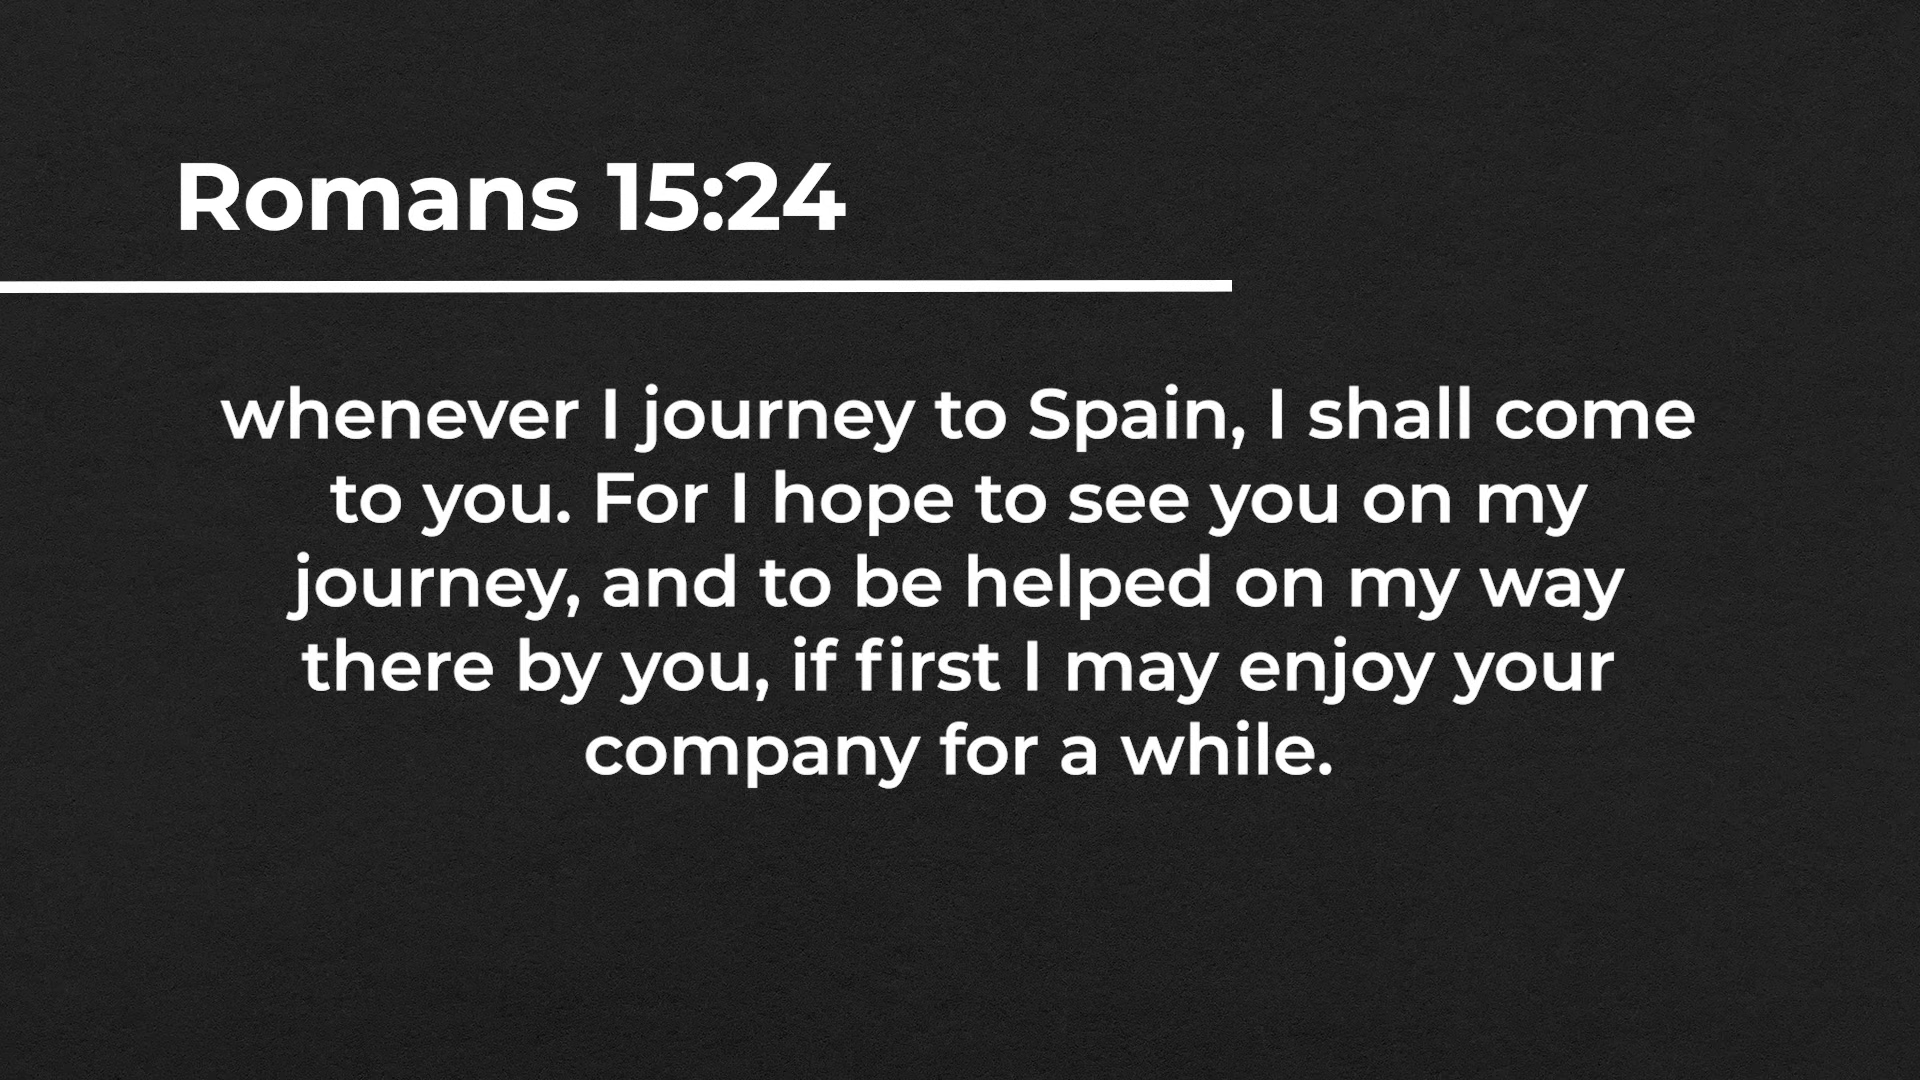 Romans 15:24
whenever I journey to Spain, I shall come
to you. For I hope to see you on my
journey, and to be helped on my way
there by you, if first I may enjoy your
company for a while.